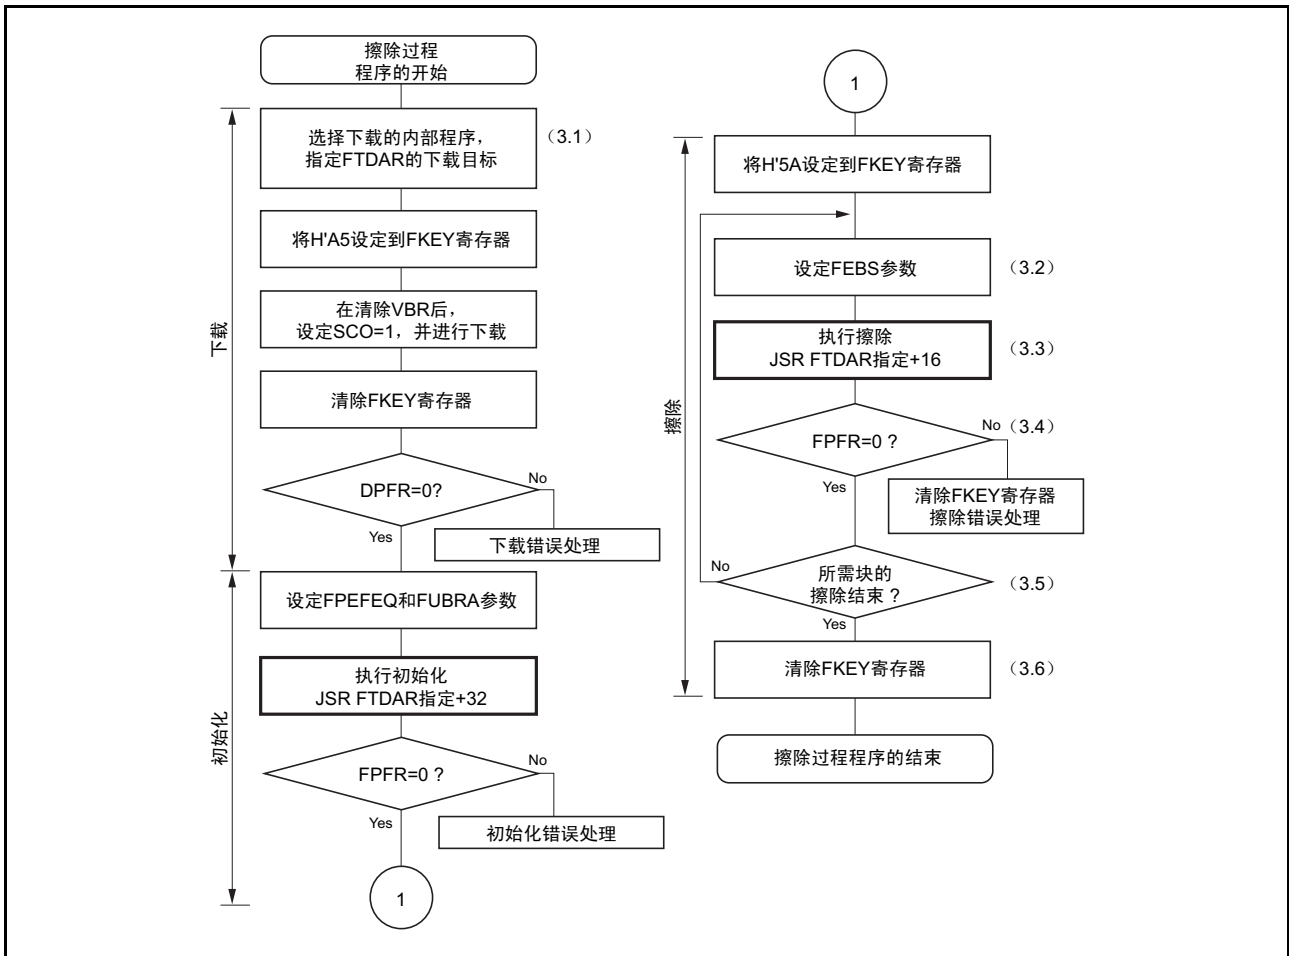 擦除过程
程序的开始
下载
选择下载的内部程序，
指定FTDAR的下载目标
（3.1）
将H'A5设定到FKEY寄存器
在清除VBR后，
设定SCO=1，并进行下载
清除FKEY寄存器
DPFR=0?
No
Yes
下载错误处理
初始化
设定FPEFEQ和FUBRA参数
执行初始化
JSR FTDAR指定+32
FPFR=0？
No
Yes
初始化错误处理
1
1
擦除
将H'5A设定到FKEY寄存器
设定FEBS参数
（3.2）
执行擦除
JSR FTDAR指定+16
（3.3）
FPFR=0？
No（3.4）
Yes
清除FKEY寄存器
擦除错误处理
No
所需块的
擦除结束？
（3.5）
Yes
清除FKEY寄存器
（3.6）
擦除过程程序的结束